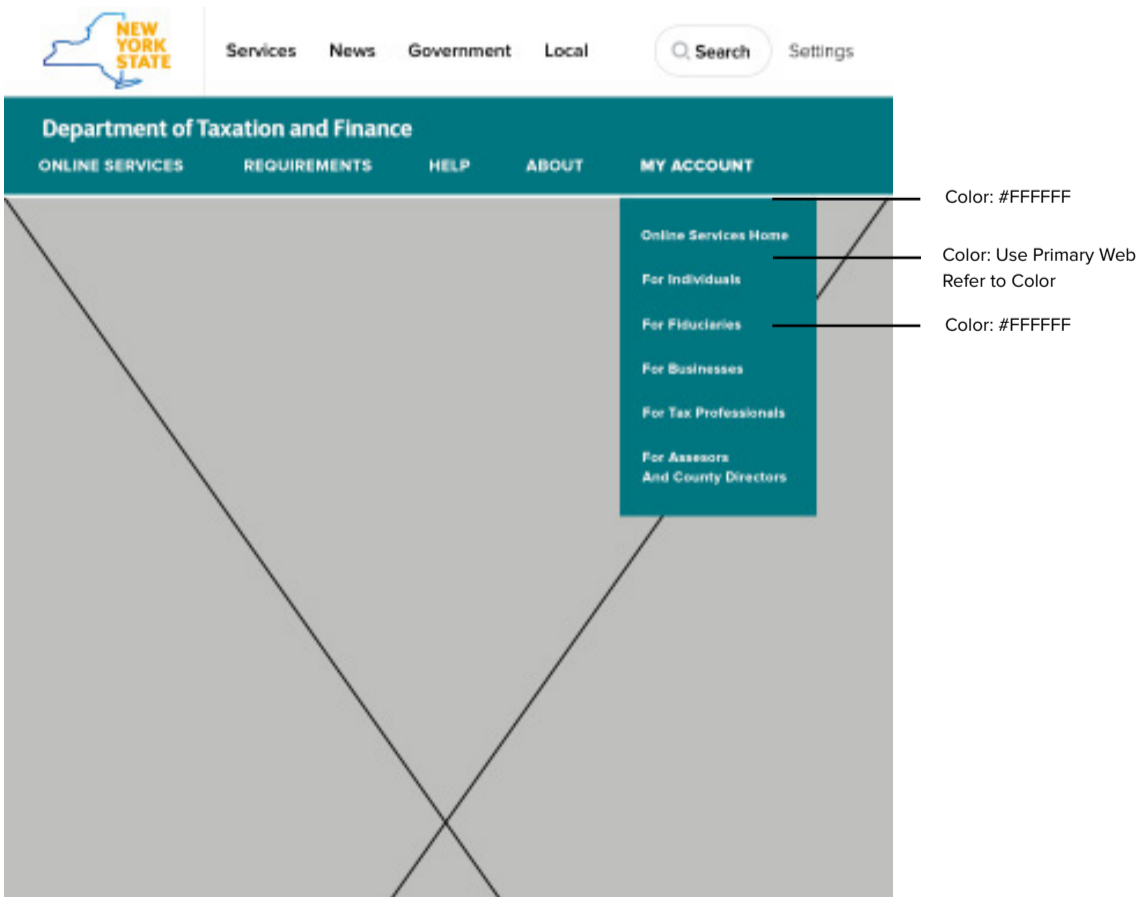 NEW
YORK
STATE
Services News Government Local Search Settings
Department of Taxation and Finance
ONLINE SERVICES REQUIREMENTS HELP ABOUT MY ACCOUNT
Color: #FFFFFF
Online Services Home
Color: Use Primary Web
Refer to Color
For Individuals
For Fiduciaries
Color: #FFFFFF
For Businesses
For Tax Professionals
For Assesors
And County Directors